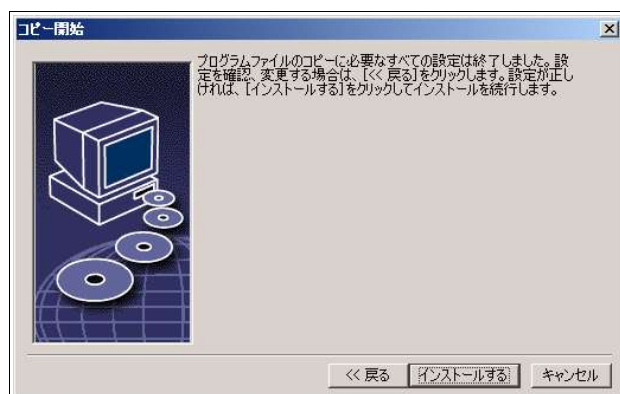 コピー開始
プログラムファイルのコピーに必要なすべての設定は終了しました。設
定を確認、変更する場合は、[<< 戻る]をクリックします。設定が正し
ければ、[インストールする]をクリックしてインストールを続行します。
<< 戻る
インストールする
キャンセル